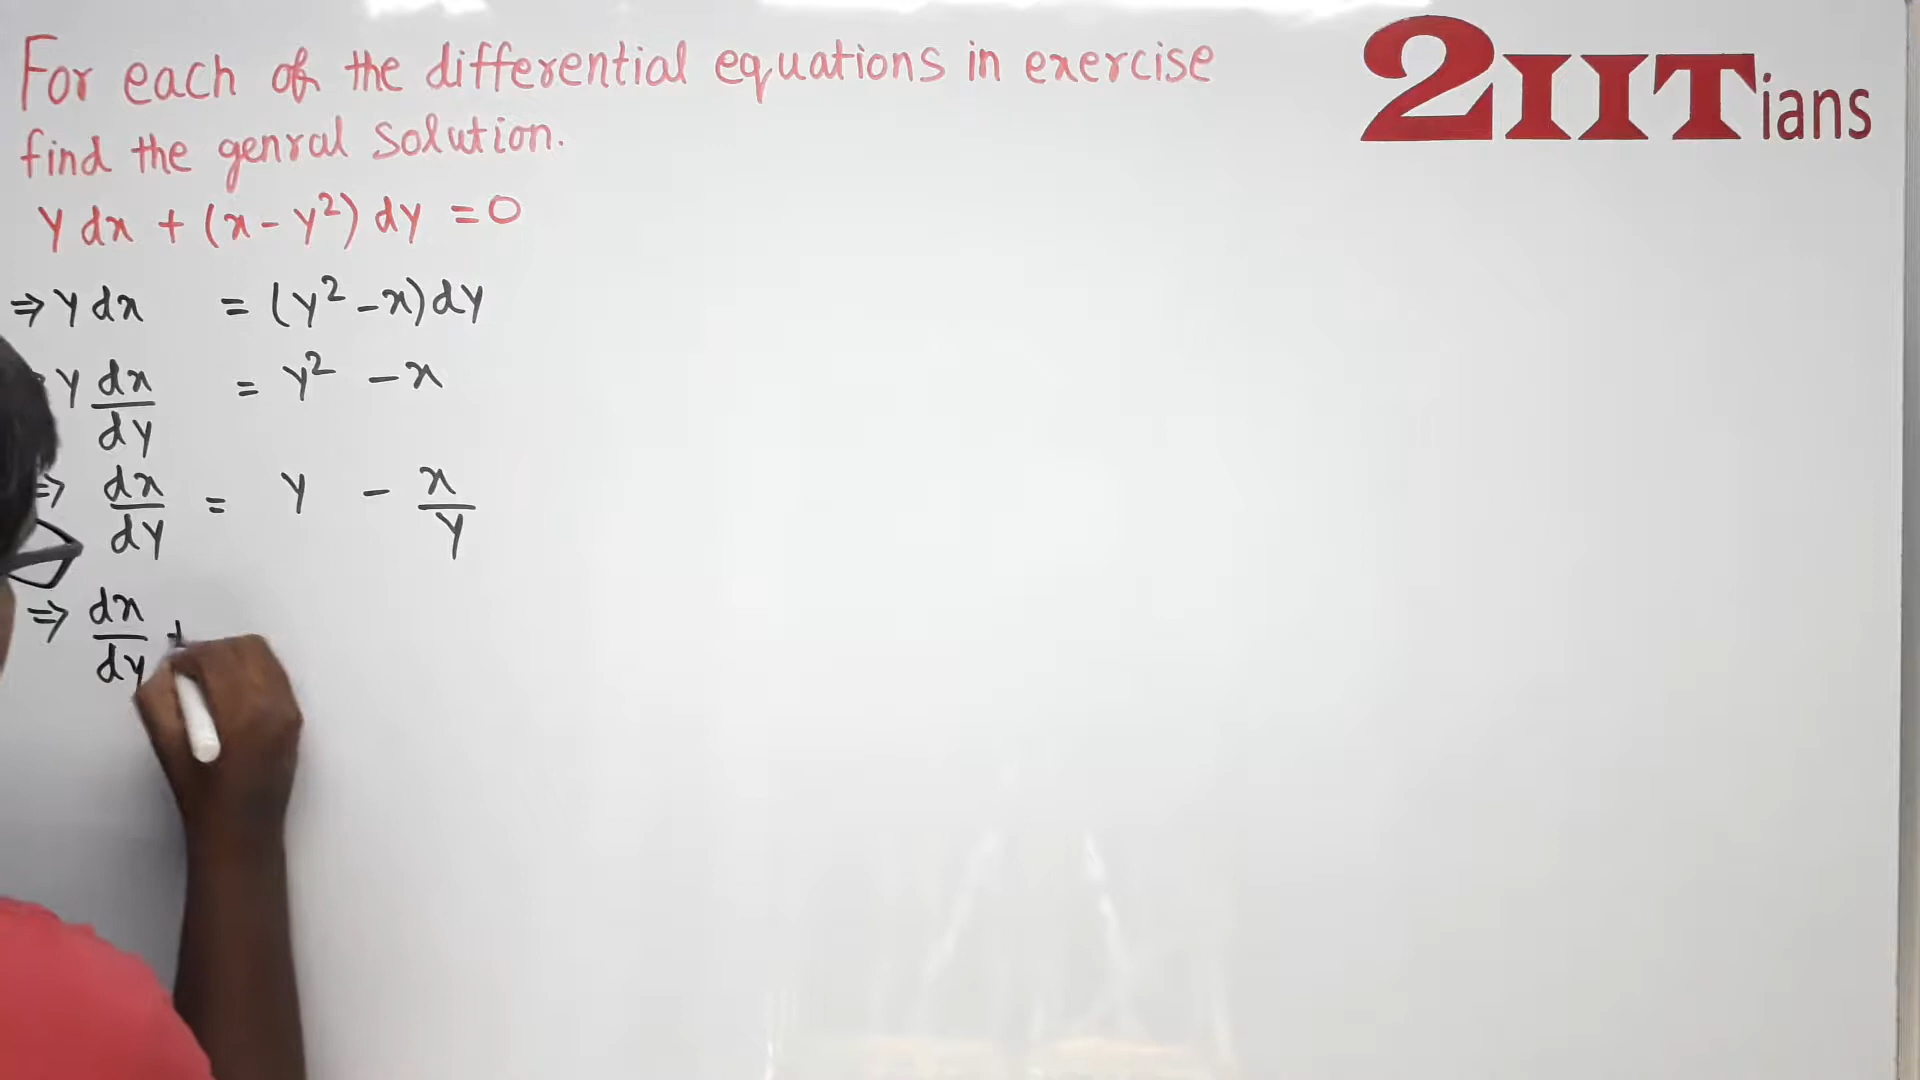 For each of the differential equations in exercise
find the genral solution.
y dx + (x - y²) dy = 0
2IITians
⇒ y dx = (y² - x) dy
y dx/dy = y² - x
⇒ dx/dy = y - x/y
⇒ dx/dy +